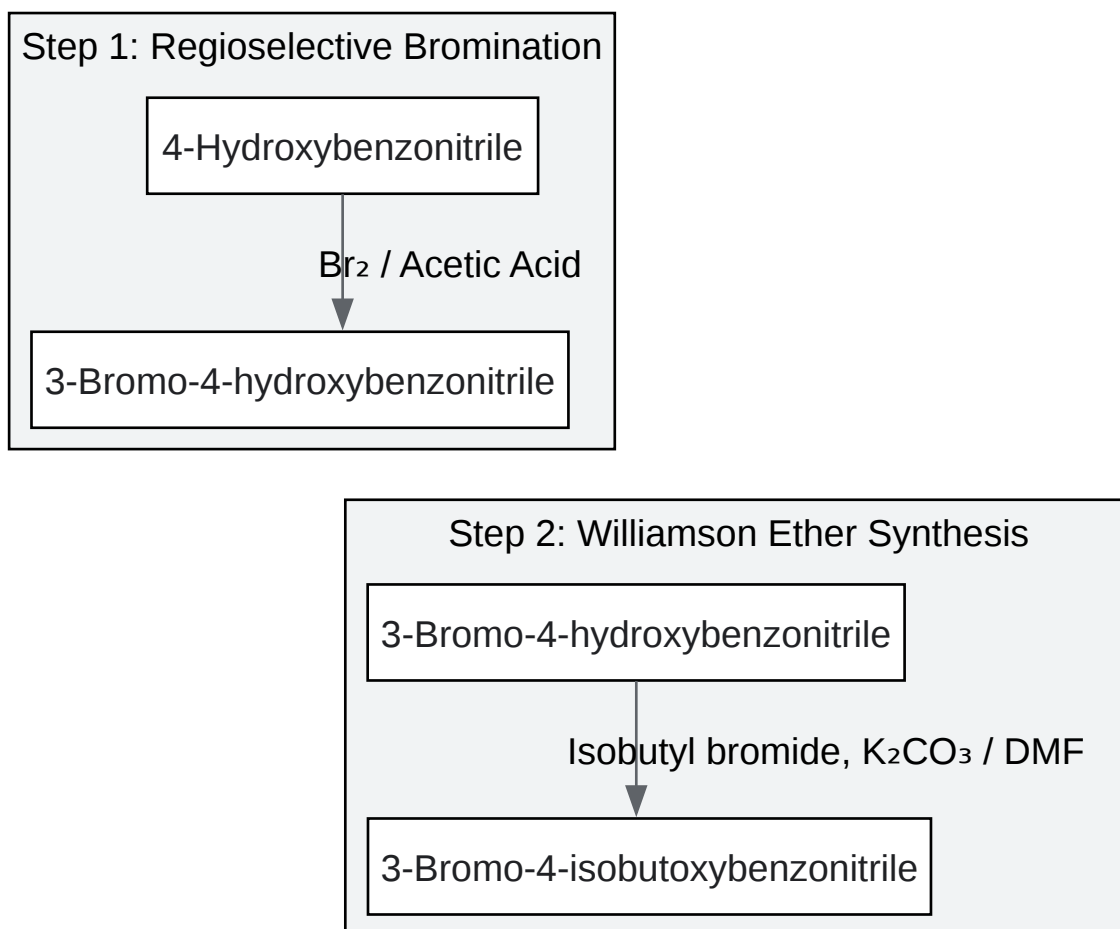 Step 1: Regioselective Bromination
4-Hydroxybenzonitrile
Br₂ / Acetic Acid
3-Bromo-4-hydroxybenzonitrile
Step 2: Williamson Ether Synthesis
3-Bromo-4-hydroxybenzonitrile
Isobutyl bromide, K₂CO₃ / DMF
3-Bromo-4-isobutoxybenzonitrile